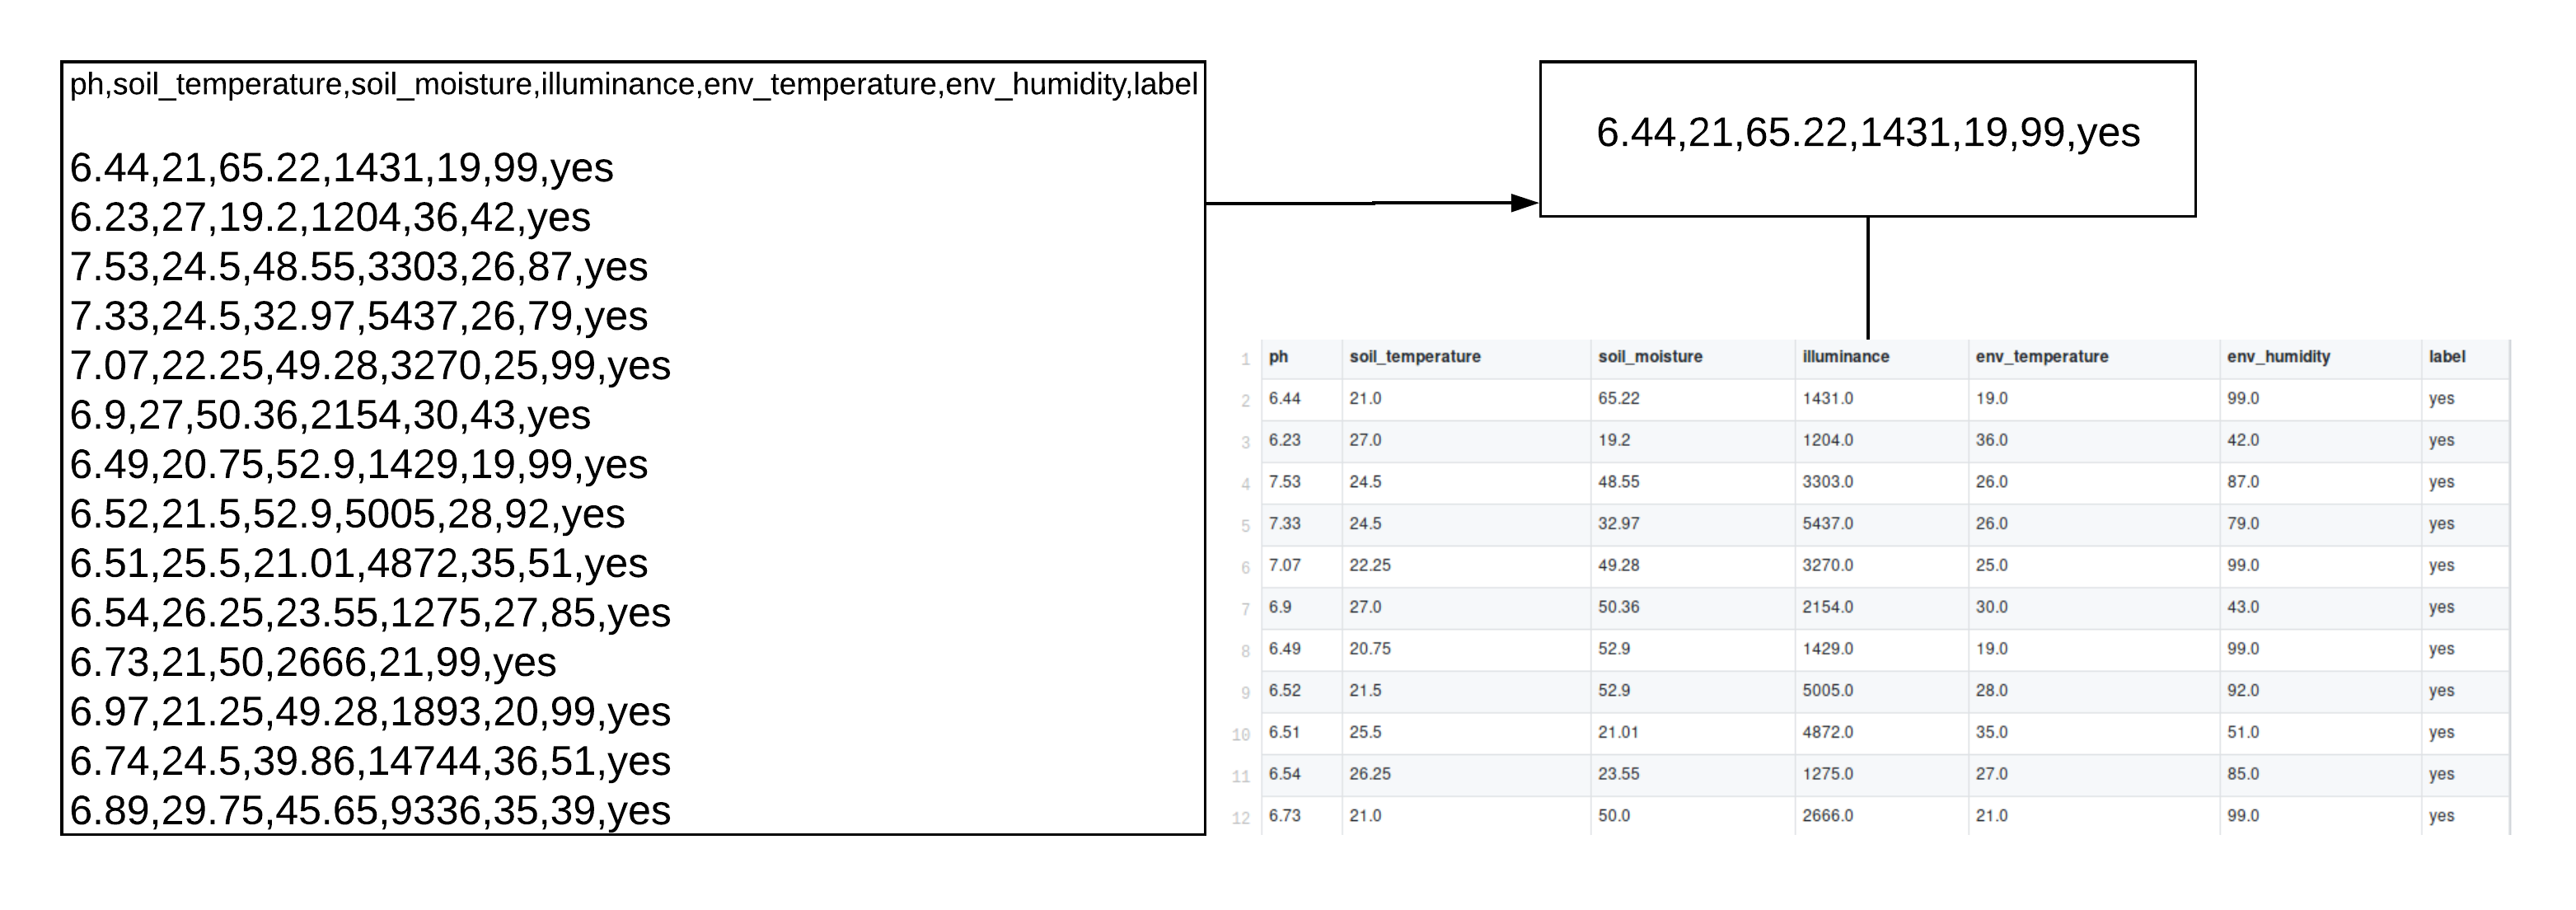 ph,soil_temperature,soil_moisture,illuminance,env_temperature,env_humidity,label
6.44,21,65.22,1431,19,99,yes
6.23,27,19.2,1204,36,42,yes
7.53,24.5,48.55,3303,26,87,yes
7.33,24.5,32.97,5437,26,79,yes
7.07,22.25,49.28,3270,25,99,yes
6.9,27,50.36,2154,30,43,yes
6.49,20.75,52.9,1429,19,99,yes
6.52,21.5,52.9,5005,28,92,yes
6.51,25.5,21.01,4872,35,51,yes
6.54,26.25,23.55,1275,27,85,yes
6.73,21,50,2666,21,99,yes
6.97,21.25,49.28,1893,20,99,yes
6.74,24.5,39.86,14744,36,51,yes
6.89,29.75,45.65,9336,35,39,yes
6.44,21,65.22,1431,19,99,yes
1 ph soil_temperature soil_moisture illuminance env_temperature env_humidity label
2 6.44 21.0 65.22 1431.0 19.0 99.0 yes
3 6.23 27.0 19.2 1204.0 36.0 42.0 yes
4 7.53 24.5 48.55 3303.0 26.0 87.0 yes
5 7.33 24.5 32.97 5437.0 26.0 79.0 yes
6 7.07 22.25 49.28 3270.0 25.0 99.0 yes
7 6.9 27.0 50.36 2154.0 30.0 43.0 yes
8 6.49 20.75 52.9 1429.0 19.0 99.0 yes
9 6.52 21.5 52.9 5005.0 28.0 92.0 yes
10 6.51 25.5 21.01 4872.0 35.0 51.0 yes
11 6.54 26.25 23.55 1275.0 27.0 85.0 yes
12 6.73 21.0 50.0 2666.0 21.0 99.0 yes